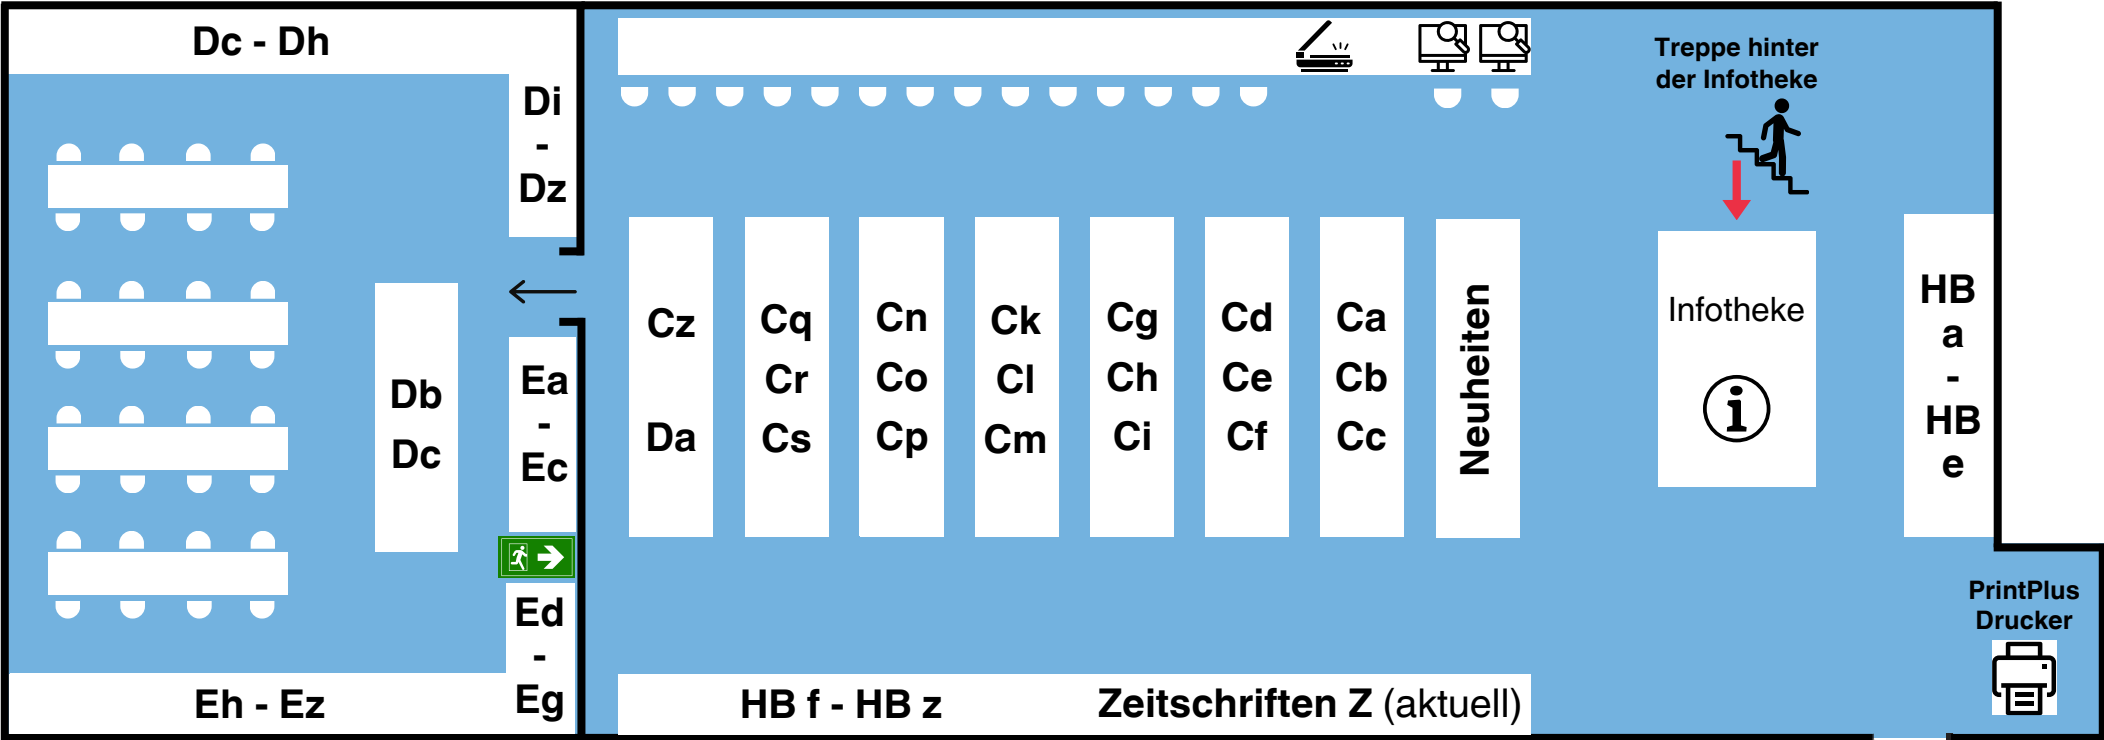 Dc - Dh
Di
-
Dz
Db
Dc
Ea
-
Ec
Ed
-
Eg
Eh - Ez
Cz
Da
Cq
Cr
Cs
Cn
Co
Cp
Ck
Cl
Cm
Cg
Ch
Ci
Cd
Ce
Cf
Ca
Cb
Cc
Neuheiten
Treppe hinter
der Infotheke
Infotheke
i
HB
a
-
HB
e
PrintPlus
Drucker
HB f - HB z
Zeitschriften Z (aktuell)